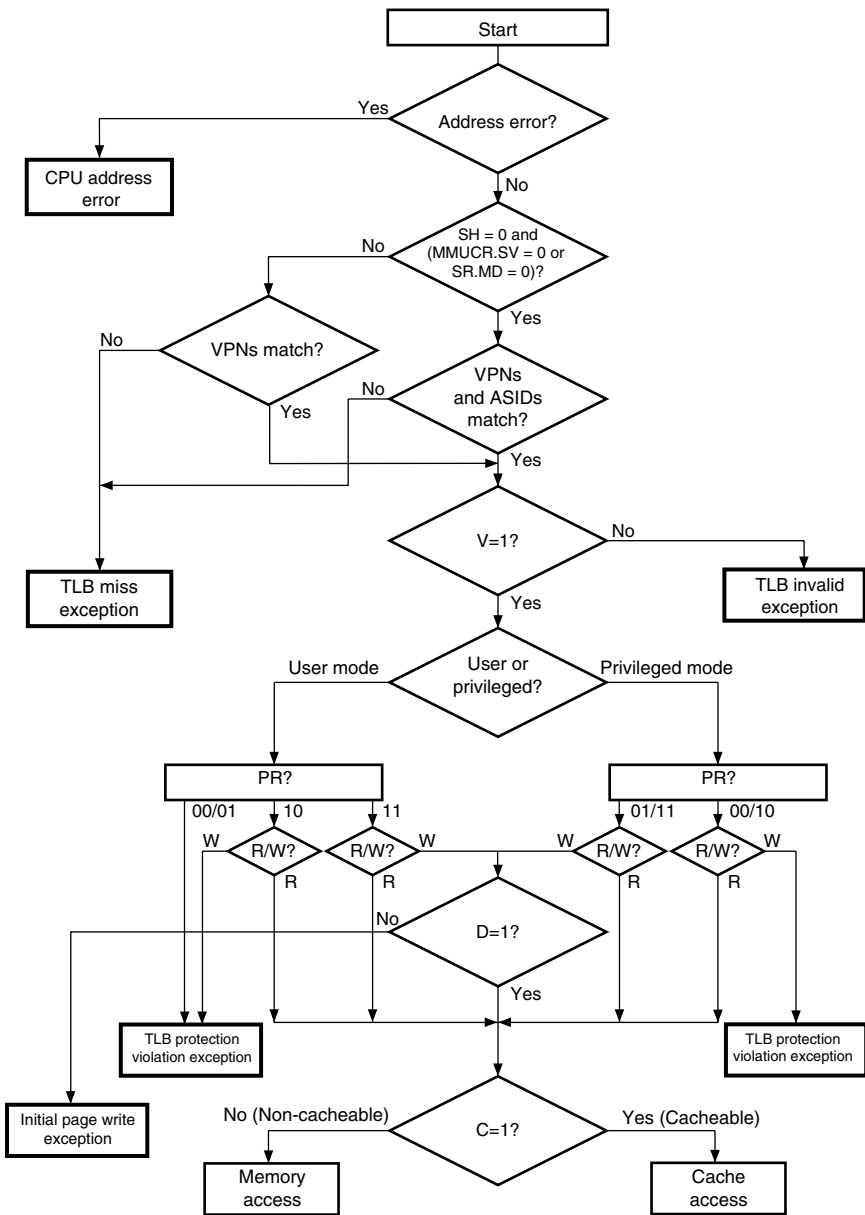 Start
Address error?
Yes
CPU address
error
No
SH = 0 and
(MMUCR.SV = 0 or
SR.MD = 0)?
No
Yes
VPNs match?
No
Yes
VPNs
and ASIDs
match?
No
Yes
V=1?
No
Yes
TLB miss
exception
TLB invalid
exception
User or
privileged?
User mode
Privileged mode
PR?
PR?
00/01
10
11
01/11
00/10
W
R/W?
R/W?
W
W
R/W?
R/W?
W
R
R
R
R
D=1?
No
Yes
TLB protection
violation exception
TLB protection
violation exception
Initial page write
exception
C=1?
No (Non-cacheable)
Yes (Cacheable)
Memory
access
Cache
access